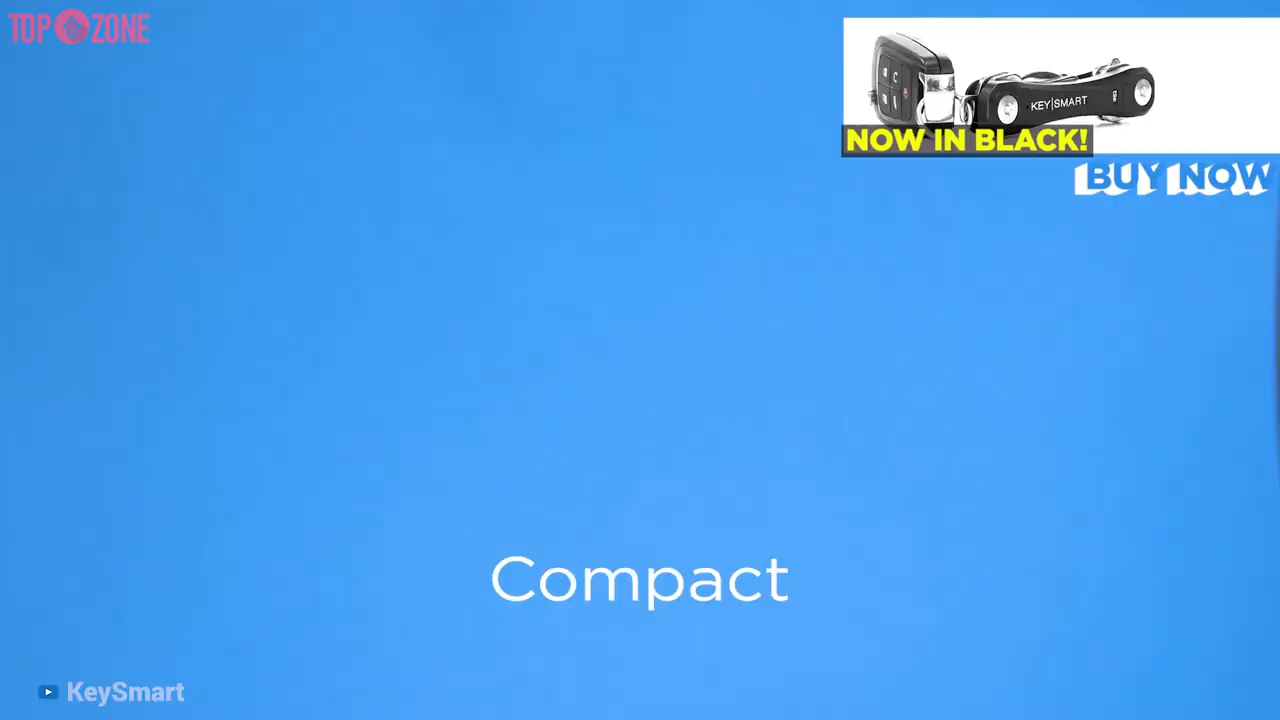 TOP ZONE
KEY|SMART
NOW IN BLACK!
BUY NOW
Compact
KeySmart